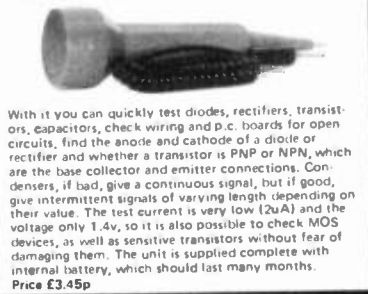 With it you can quickly test diodes, rectifiers, transist-
ors, capacitors, check wiring and p.c. boards for open
circuits, find the anode and cathode of a diode or
rectifier and whether a transistor is PNP or NPN, which
are the base collector and emitter connections. Con-
densers, if bad, give a continuous signal, but if good,
give intermittent signals of varying length depending on
their value. The test current is very low (2uA) and the
voltage only 1.4v, so it is also possible to check MOS
devices, as well as sensitive transistors without fear of
damaging them. The unit is supplied complete with
internal battery, which should last many months.
Price £3.45p